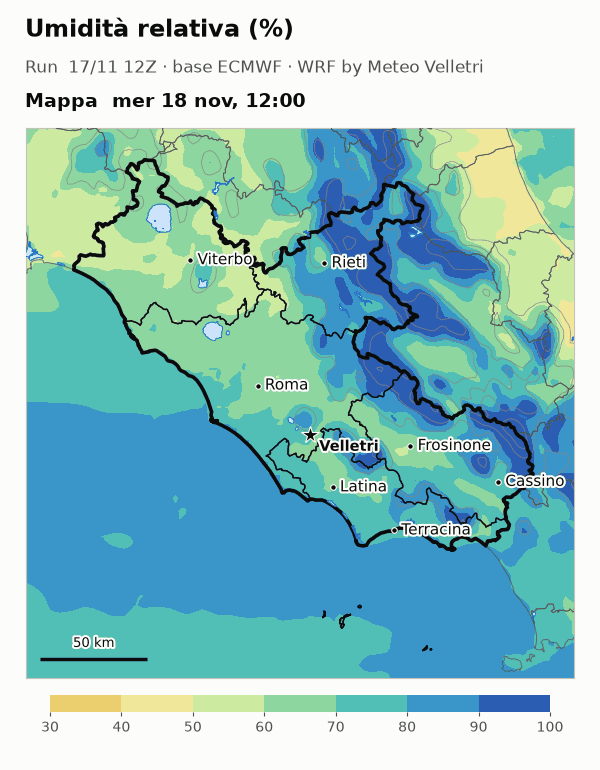 Umidità relativa (%)
Run  17/11 12Z · base ECMWF · WRF by Meteo Velletri
Mappa  mer 18 nov, 12:00
Viterbo
Rieti
Roma
Velletri
Frosinone
Cassino
Latina
Terracina
50 km
30 40 50 60 70 80 90 100